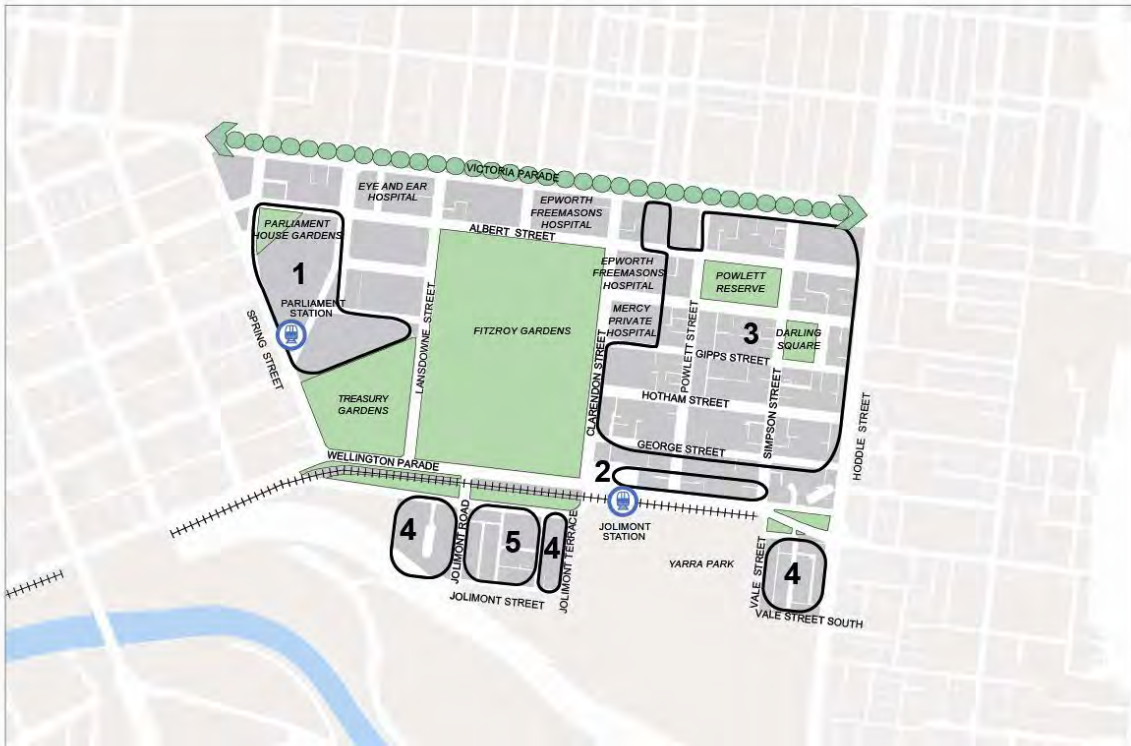 VICTORIA PARADE
EYE AND EAR
HOSPITAL
EPWORTH
FREEMASONS
HOSPITAL
PARLIAMENT
HOUSE GARDENS
ALBERT STREET
1
EPWORTH
FREEMASONS
HOSPITAL
POWLETT
RESERVE
PARLIAMENT
STATION
MERCY
PRIVATE
HOSPITAL
SPRING STREET
LANSDOWNE STREET
FITZROY GARDENS
CLARENDON STREET
POWLETT STREET
3
DARLING
SQUARE
GIPPS STREET
SIMPSON STREET
HODDLE STREET
TREASURY
GARDENS
HOTHAM STREET
GEORGE STREET
WELLINGTON PARADE
2
JOLIMONT
STATION
4
JOLIMONT ROAD
5
4
JOLIMONT TERRACE
YARRA PARK
VALE STREET
4
JOLIMONT STREET
VALE STREET SOUTH